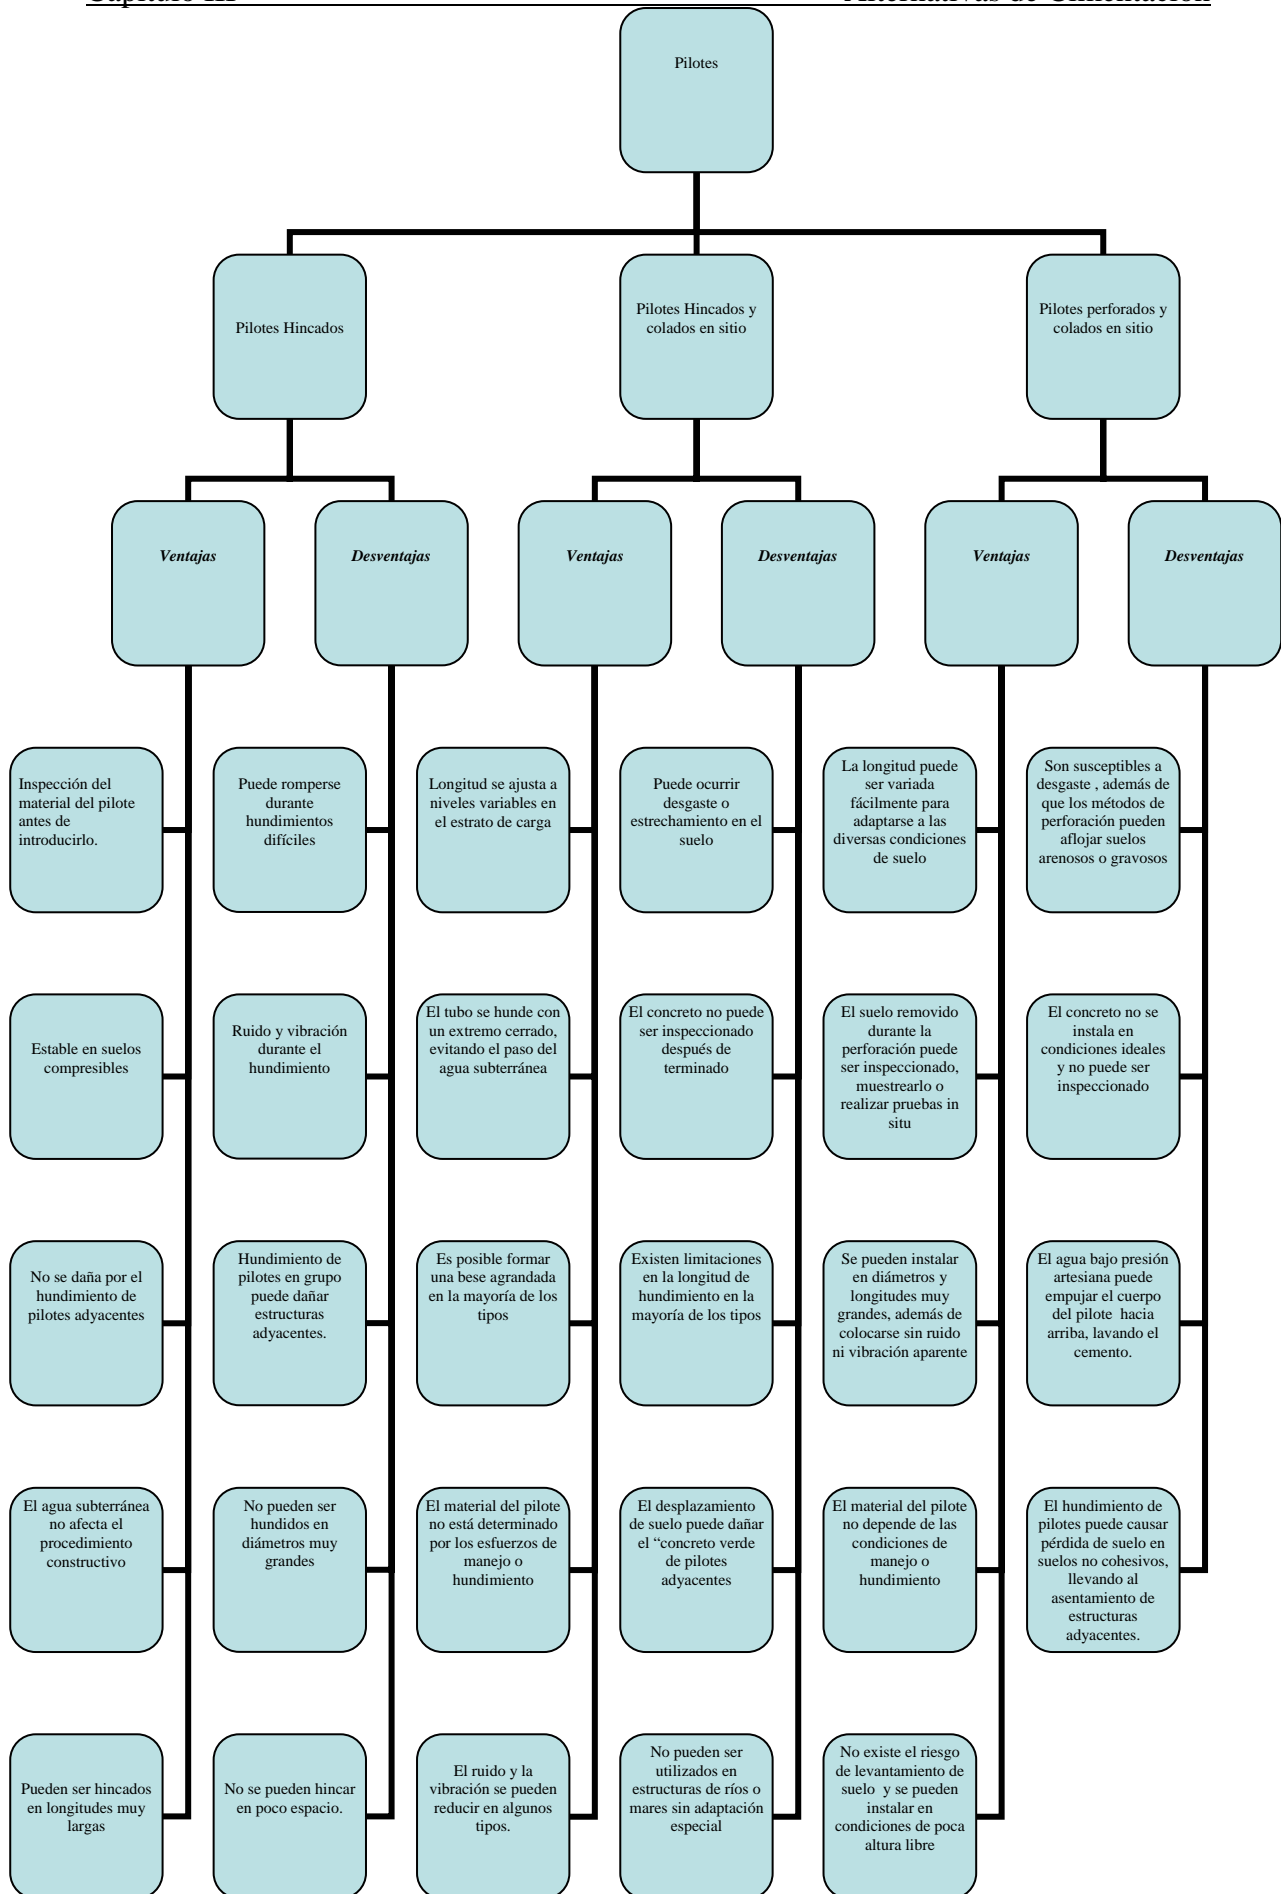 Capítulo III Alternativas de Cimentación
Pilotes
Pilotes Hincados
Pilotes Hincados y
colados en sitio
Pilotes perforados y
colados en sitio
Ventajas
Desventajas
Ventajas
Desventajas
Ventajas
Desventajas
Inspección del
material del pilote
antes de
introducirlo.
Puede romperse
durante
hundimientos
difíciles
Longitud se ajusta a
niveles variables en
el estrato de carga
Puede ocurrir
desgaste o
estrechamiento en el
suelo
La longitud puede
ser variada
fácilmente para
adaptarse a las
diversas condiciones
de suelo
Son susceptibles a
desgaste , además de
que los métodos de
perforación pueden
aflojar suelos
arenosos o gravosos
Estable en suelos
compresibles
Ruido y vibración
durante el
hundimiento
El tubo se hunde con
un extremo cerrado,
evitando el paso del
agua subterránea
El concreto no puede
ser inspeccionado
después de
terminado
El suelo removido
durante la
perforación puede
ser inspeccionado,
muestrearlo o
realizar pruebas in
situ
El concreto no se
instala en
condiciones ideales
y no puede ser
inspeccionado
No se daña por el
hundimiento de
pilotes adyacentes
Hundimiento de
pilotes en grupo
puede dañar
estructuras
adyacentes.
Es posible formar
una bese agrandada
en la mayoría de los
tipos
Existen limitaciones
en la longitud de
hundimiento en la
mayoría de los tipos
Se pueden instalar
en diámetros y
longitudes muy
grandes, además de
colocarse sin ruido
ni vibración aparente
El agua bajo presión
artesiana puede
empujar el cuerpo
del pilote hacia
arriba, lavando el
cemento.
El agua subterránea
no afecta el
procedimiento
constructivo
No pueden ser
hundidos en
diámetros muy
grandes
El material del pilote
no está determinado
por los esfuerzos de
manejo o
hundimiento
El desplazamiento
de suelo puede dañar
el “concreto verde
de pilotes
adyacentes
El material del pilote
no depende de las
condiciones de
manejo o
hundimiento
El hundimiento de
pilotes puede causar
pérdida de suelo en
suelos no cohesivos,
llevando al
asentamiento de
estructuras
adyacentes.
Pueden ser hincados
en longitudes muy
largas
No se pueden hincar
en poco espacio.
El ruido y la
vibración se pueden
reducir en algunos
tipos.
No pueden ser
utilizados en
estructuras de ríos o
mares sin adaptación
especial
No existe el riesgo
de levantamiento de
suelo y se pueden
instalar en
condiciones de poca
altura libre